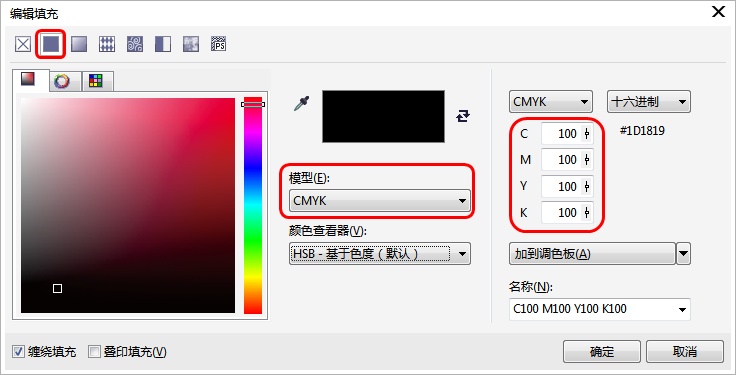 编辑填充
PS
CMYK
十六进制
C 100
#1D1819
M 100
Y 100
K 100
模型(E):
CMYK
颜色查看器(V):
HSB - 基于色度（默认）
加到调色板(A)
名称(N):
C100 M100 Y100 K100
缠绕填充
叠印填充(V)
确定
取消